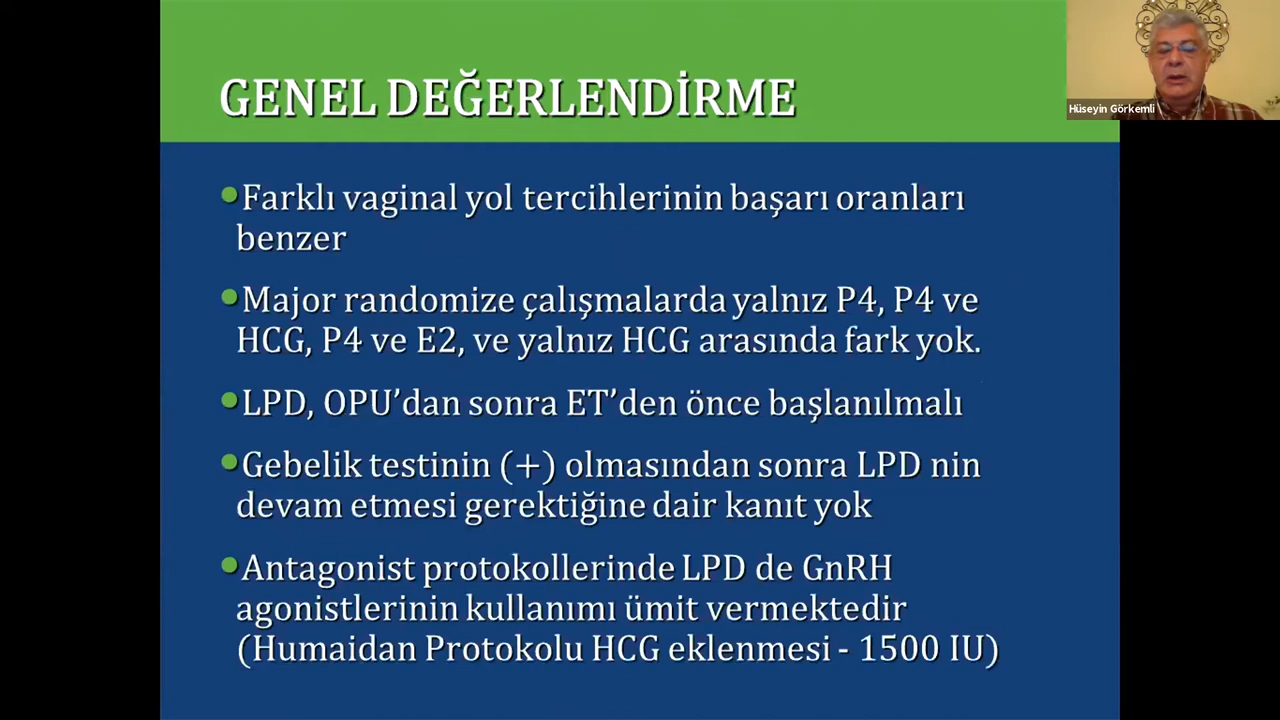 GENEL DEĞERLENDİRME
Hüseyin Görkemli
•Farklı vaginal yol tercihlerinin başarı oranları
benzer
•Major randomize çalışmalarda yalnız P4, P4 ve
HCG, P4 ve E2, ve yalnız HCG arasında fark yok.
•LPD, OPU’dan sonra ET’den önce başlanılmalı
•Gebelik testinin (+) olmasından sonra LPD nin
devam etmesi gerektiğine dair kanıt yok
•Antagonist protokollerinde LPD de GnRH
agonistlerinin kullanımı ümit vermektedir
(Humaidan Protokolu HCG eklenmesi - 1500 IU)